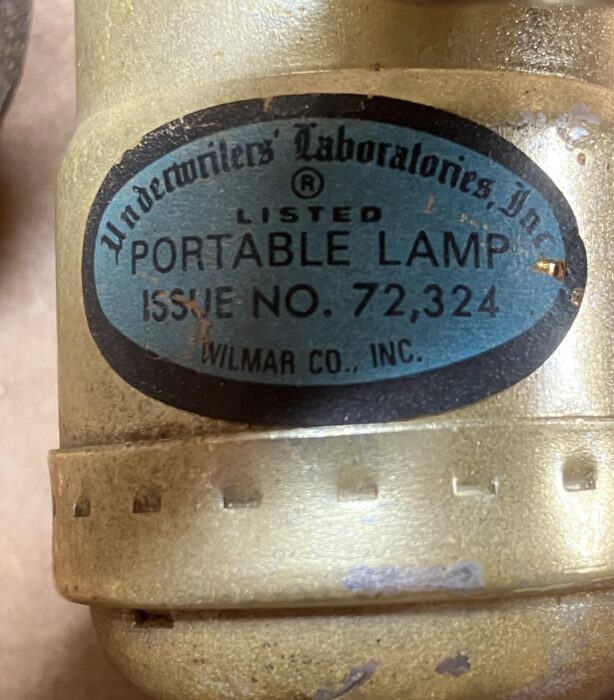 Underwriters' Laboratories, Inc.
®
LISTED
PORTABLE LAMP
ISSUE NO. 72,324
WILMAR CO., INC.